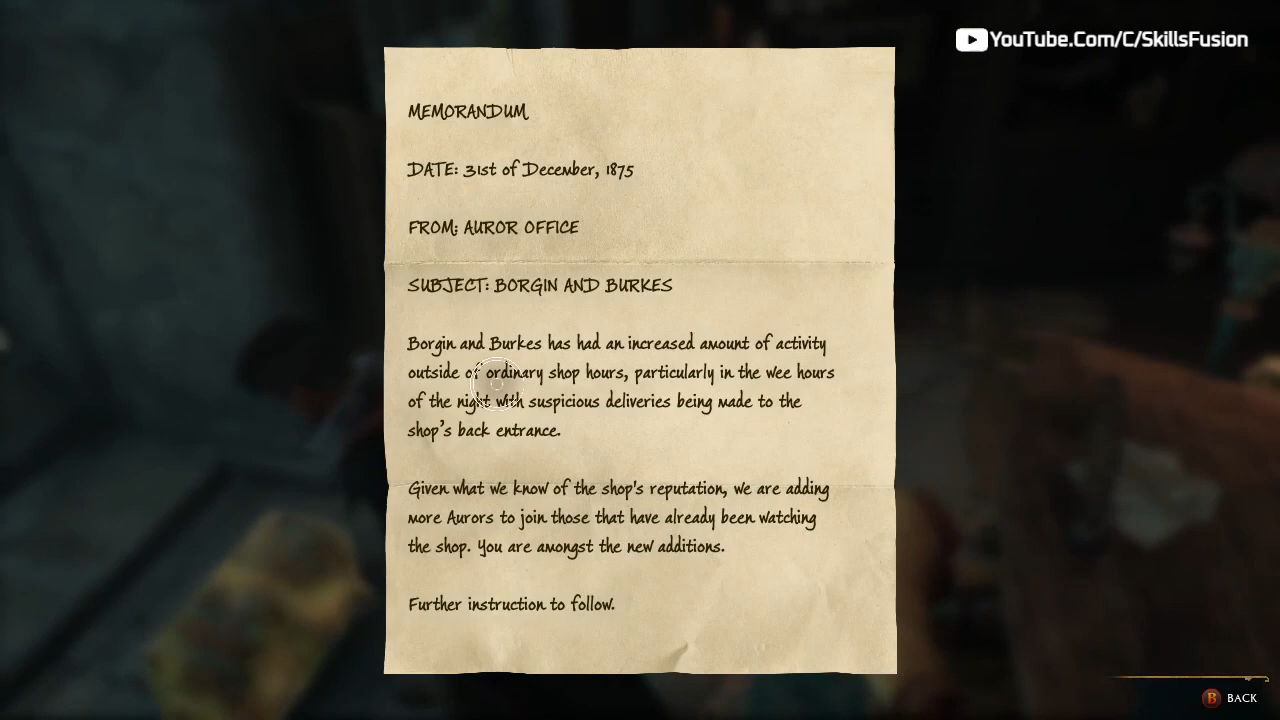 YouTube.Com/C/SkillsFusion
MEMORANDUM
DATE: 31st of December, 1875
FROM: AUROR OFFICE
SUBJECT: BORGIN AND BURKES
Borgin and Burkes has had an increased amount of activity
outside of ordinary shop hours, particularly in the wee hours
of the night with suspicious deliveries being made to the
shop's back entrance.
Given what we know of the shop's reputation, we are adding
more Aurors to join those that have already been watching
the shop. You are amongst the new additions.
Further instruction to follow.
B BACK